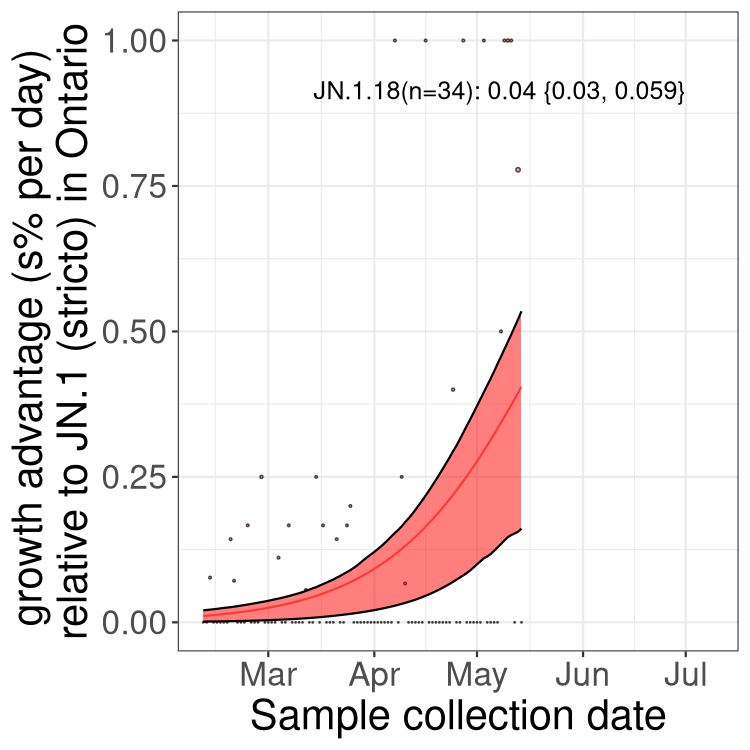 growth advantage (s% per day)
relative to JN.1 (stricto) in Ontario
1.00
0.75
0.50
0.25
0.00
JN.1.18(n=34): 0.04 {0.03, 0.059}
Mar Apr May Jun Jul
Sample collection date